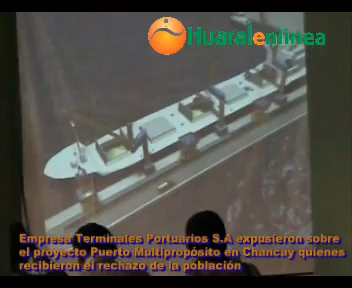 Huaralenlinea
Empresa Terminales Portuarios S.A expusieron sobre
el proyecto Puerto Multipropósito en Chancay quienes
recibieron el rechazo de la población